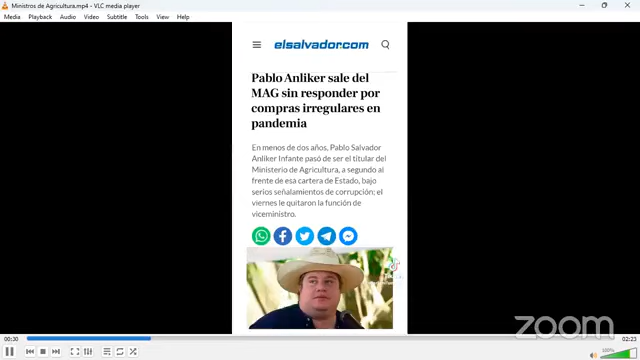 Ministros de Agricultura.mp4 - VLC media player
Media Playback Audio Video Subtitle Tools View Help
elsalvador.com
Pablo Anliker sale del
MAG sin responder por
compras irregulares en
pandemia
En menos de dos años, Pablo Salvador
Anliker Infante pasó de ser el titular del
Ministerio de Agricultura, a segundo al
frente de esa cartera de Estado, bajo
serios señalamientos de corrupción; el
viernes le quitaron la función de
viceministro.
00:30
02:23
zoom
100%